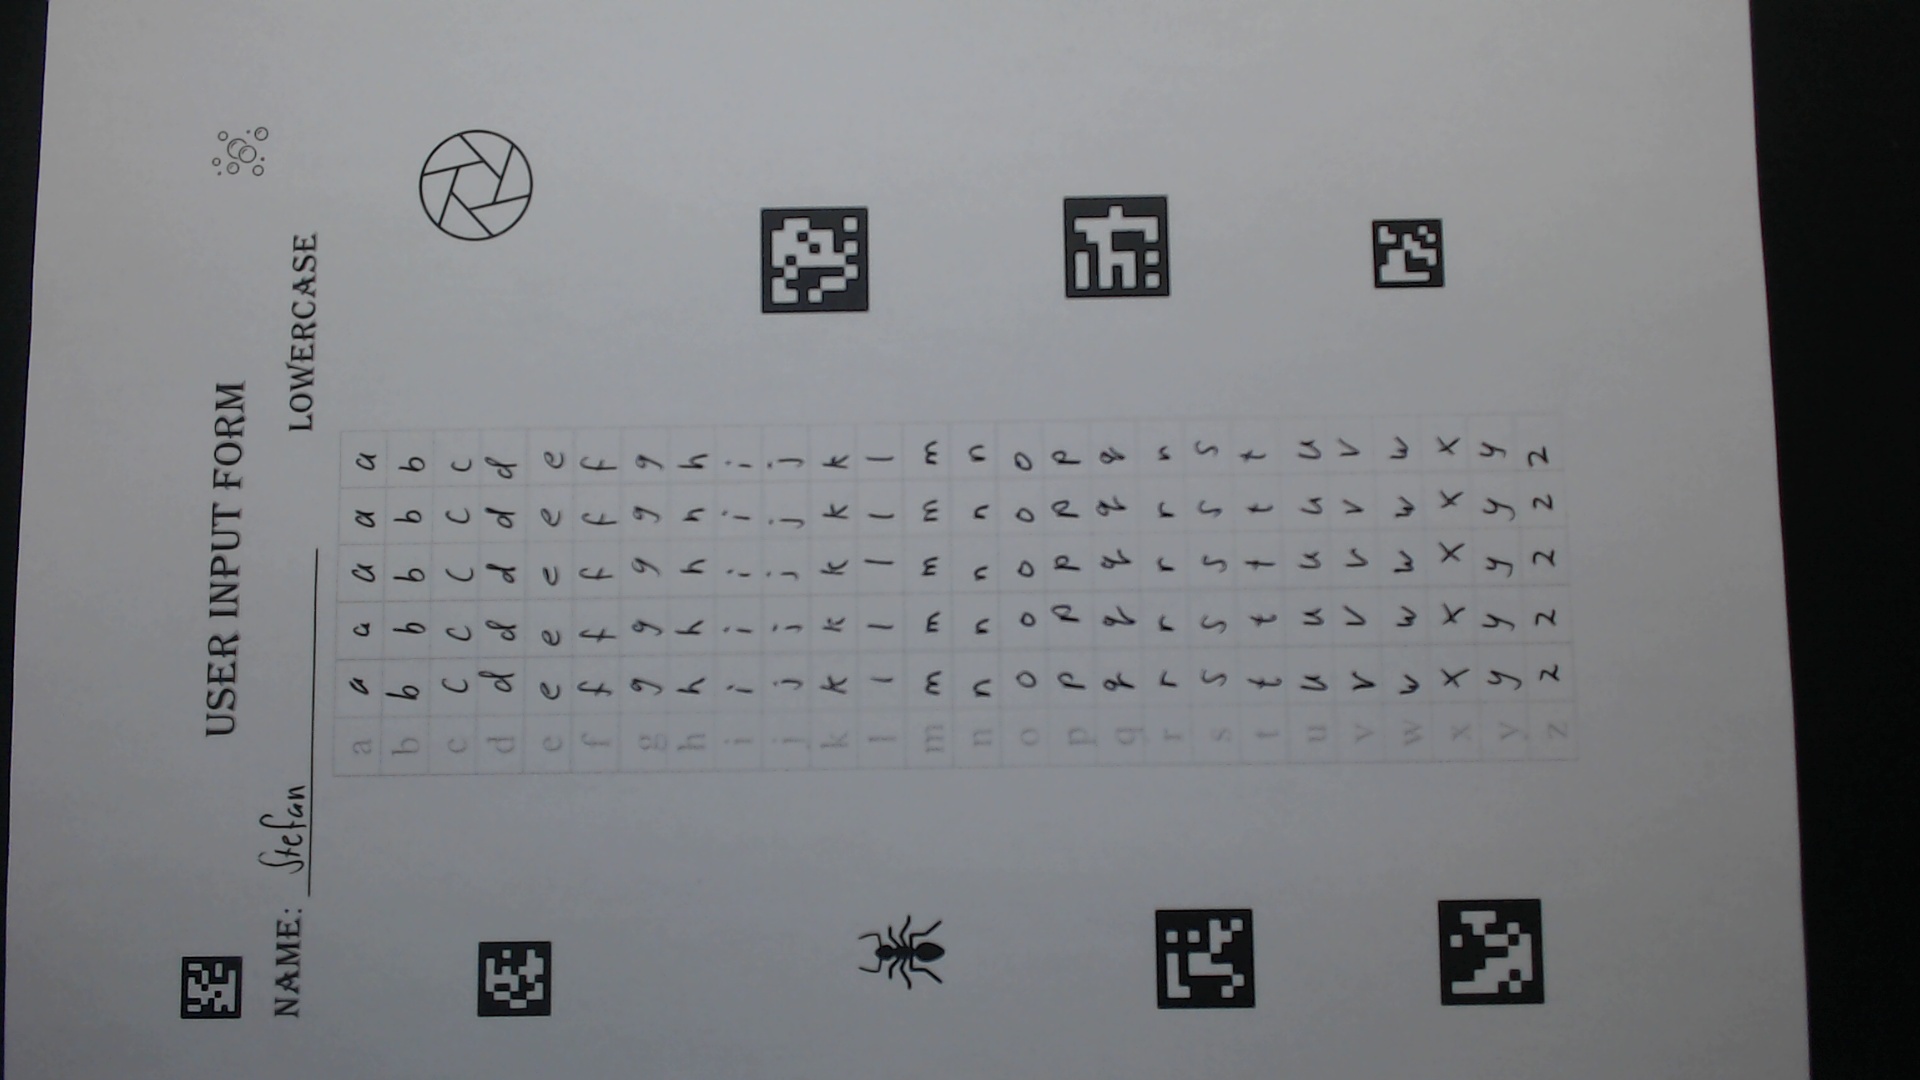 USER INPUT FORM
NAME: Stefan LOWERCASE
a a a a a a
b b b b b b
c c c c c c
d d d d d d
e e e e e e
f f f f f f
g g g g g g
h h h h h h
i i i i i i
j j j j j j
k k k k k k
l l l l l l
m m m m m m
n n n n n n
o o o o o o
p p p p p p
q q q q q q
r r r r r r
s s s s s s
t t t t t t
u u u u u u
v v v v v v
w w w w w w
x x x x x x
y y y y y y
z z z z z z